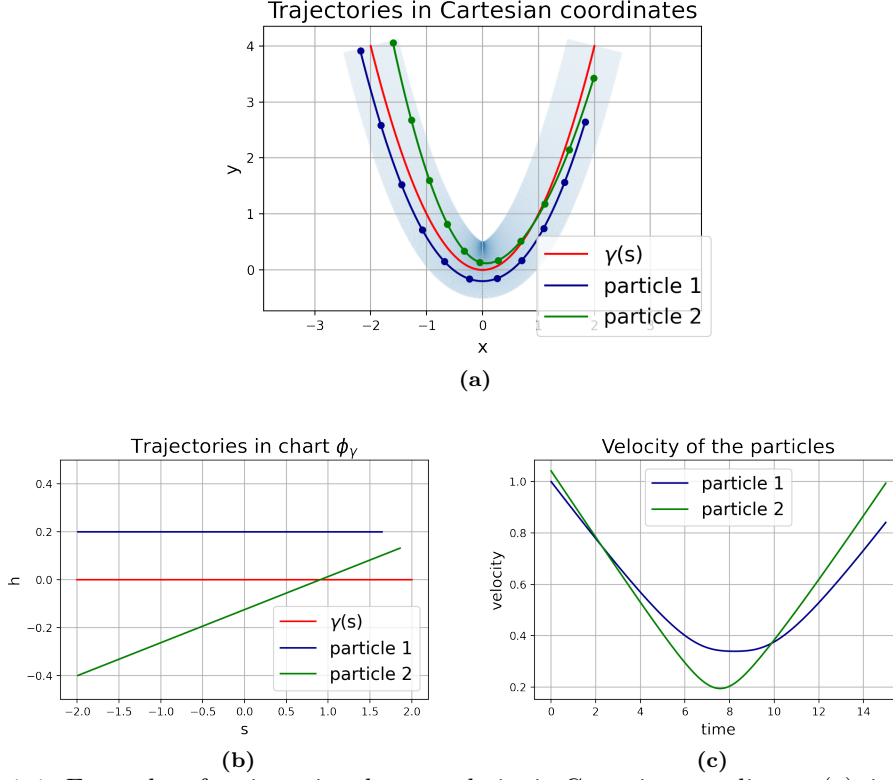 Trajectories in Cartesian coordinates
4
3
2
1
0
y
−3
−2
−1
0
1
2
3
x
γ(s)
particle 1
particle 2
(a)
Trajectories in chart ϕγ
0.4
0.2
0.0
−0.2
−0.4
h
−2.0
−1.5
−1.0
−0.5
0.0
0.5
1.0
1.5
2.0
s
γ(s)
particle 1
particle 2
(b)
Velocity of the particles
1.0
0.8
0.6
0.4
0.2
velocity
0
2
4
6
8
10
12
14
time
particle 1
particle 2
(c)